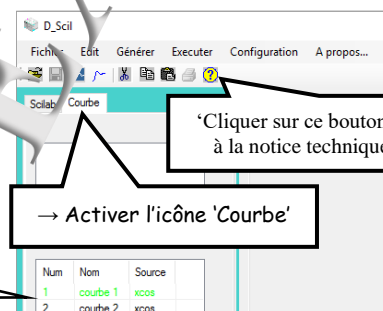 D_Scil
Fichier Edit Générer Executer Configuration A propos...
Scilab Courbe
‘Cliquer sur ce bouton
à la notice technique
→ Activer l’icône ‘Courbe’
Num Nom Source
1 courbe 1 xcos
2 courbe 2 xcos